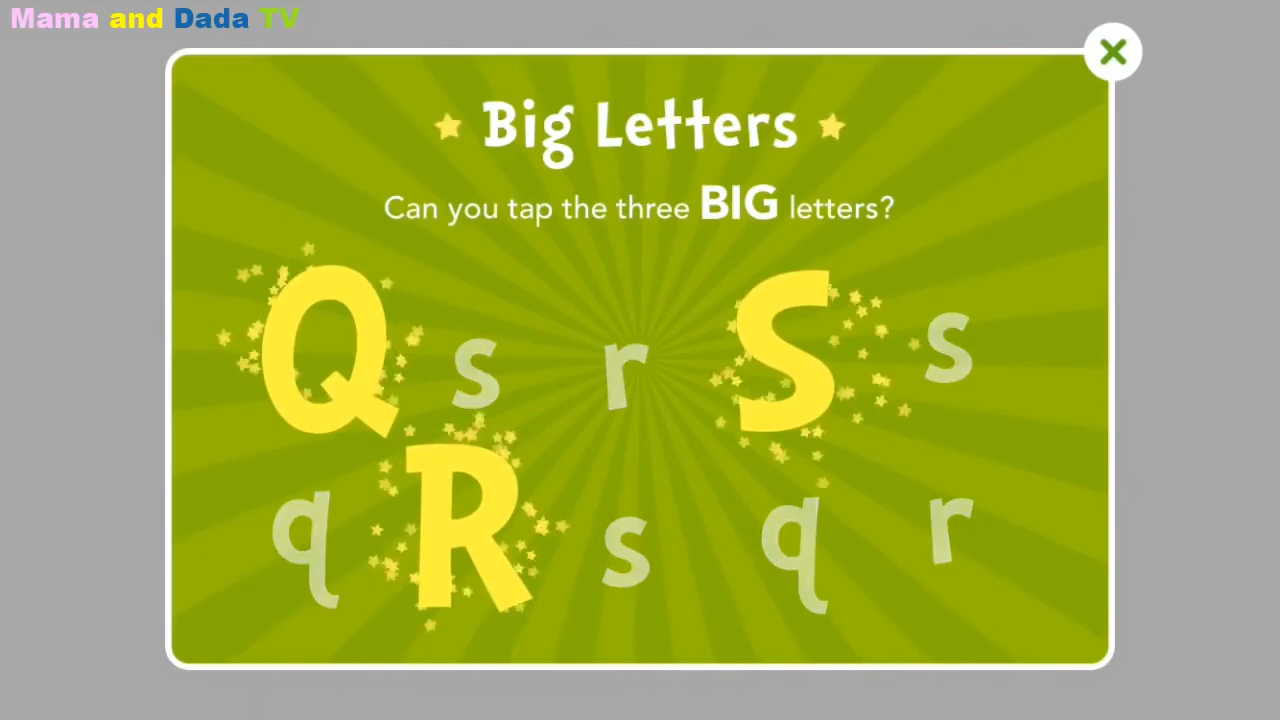 Mama and Dada TV
Big Letters
Can you tap the three BIG letters?
Q s r S s
q R s q r